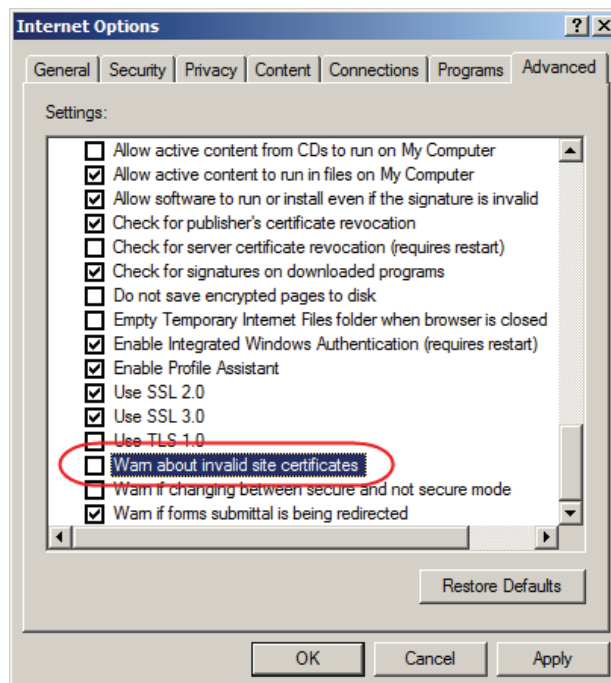 Internet Options
General Security Privacy Content Connections Programs Advanced
Settings:
Allow active content from CDs to run on My Computer
Allow active content to run in files on My Computer
Allow software to run or install even if the signature is invalid
Check for publisher's certificate revocation
Check for server certificate revocation (requires restart)
Check for signatures on downloaded programs
Do not save encrypted pages to disk
Empty Temporary Internet Files folder when browser is closed
Enable Integrated Windows Authentication (requires restart)
Enable Profile Assistant
Use SSL 2.0
Use SSL 3.0
Use TLS 1.0
Warn about invalid site certificates
Warn if changing between secure and not secure mode
Warn if forms submittal is being redirected
Restore Defaults
OK Cancel Apply